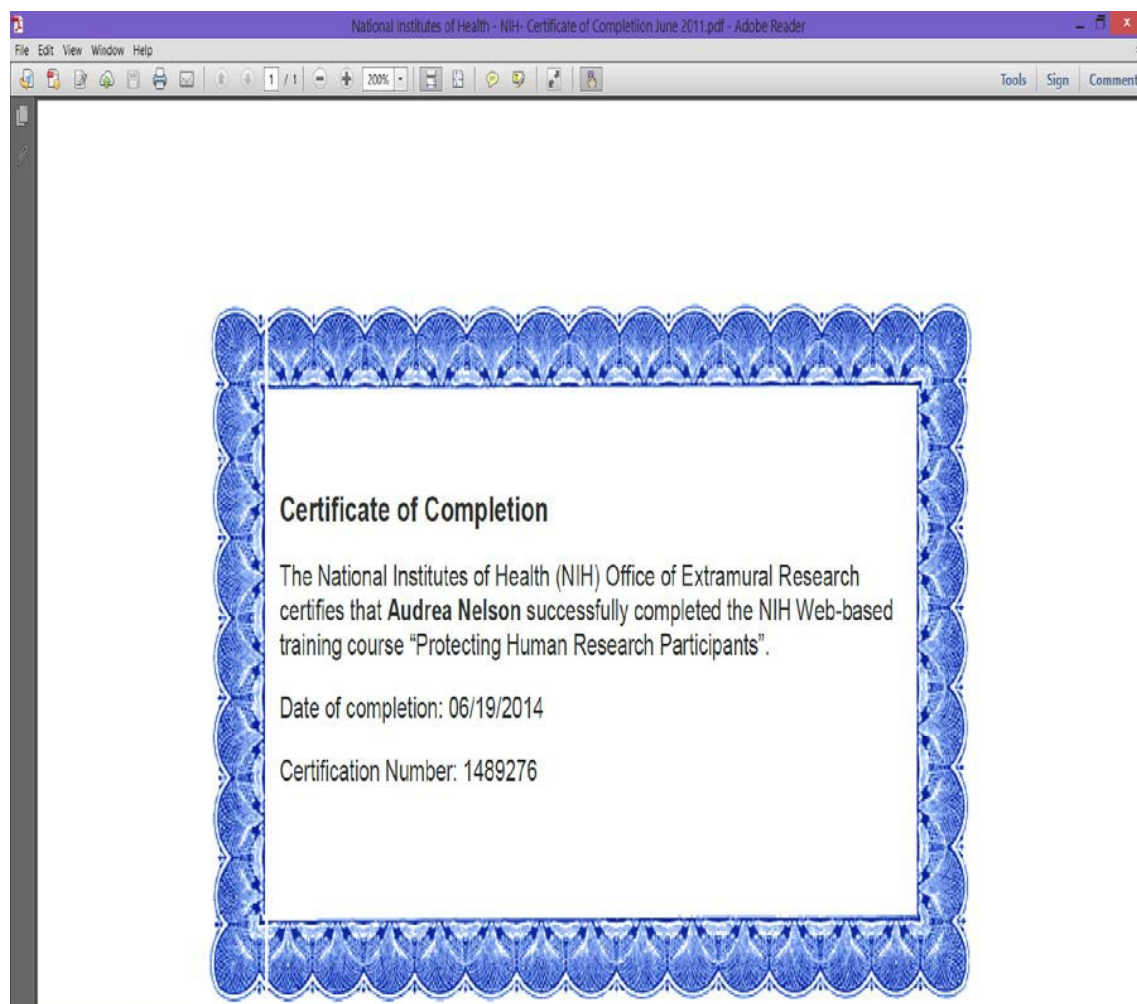 National Institutes of Health - NIH- Certificate of Completiion June 2011.pdf - Adobe Reader
File Edit View Window Help
1 / 1 200% Tools Sign Comment
Certificate of Completion
The National Institutes of Health (NIH) Office of Extramural Research
certifies that Audrea Nelson successfully completed the NIH Web-based
training course “Protecting Human Research Participants”.
Date of completion: 06/19/2014
Certification Number: 1489276